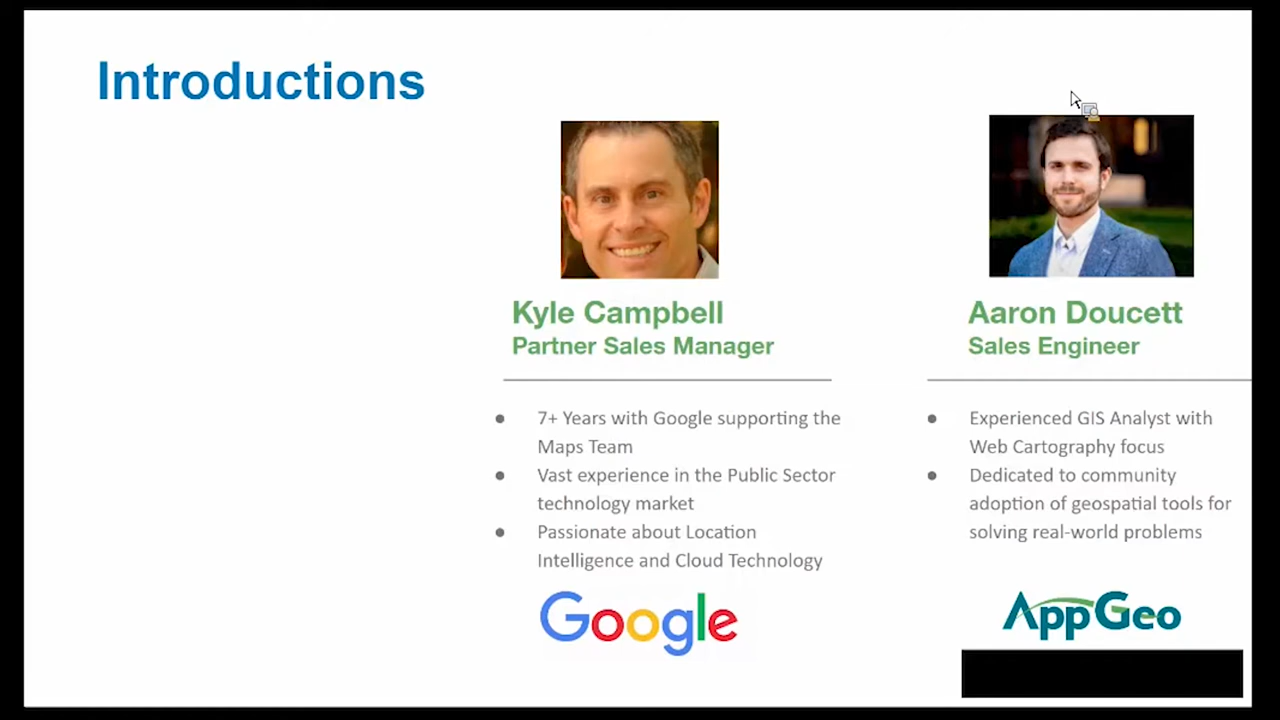 Introductions
Kyle Campbell
Partner Sales Manager
● 7+ Years with Google supporting the
Maps Team
● Vast experience in the Public Sector
technology market
● Passionate about Location
Intelligence and Cloud Technology
Google
Aaron Doucett
Sales Engineer
● Experienced GIS Analyst with
Web Cartography focus
● Dedicated to community
adoption of geospatial tools for
solving real-world problems
AppGeo